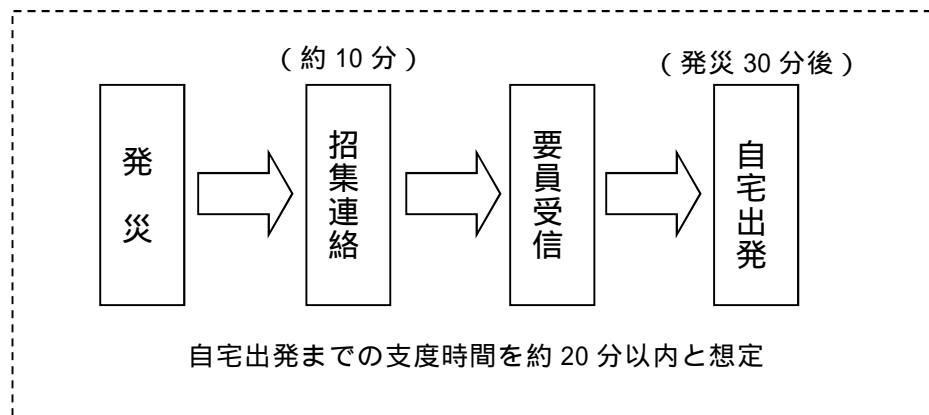 （約 10 分）
（発災 30 分後）
発災
招集連絡
要員受信
自宅出発
自宅出発までの支度時間を約 20 分以内と想定